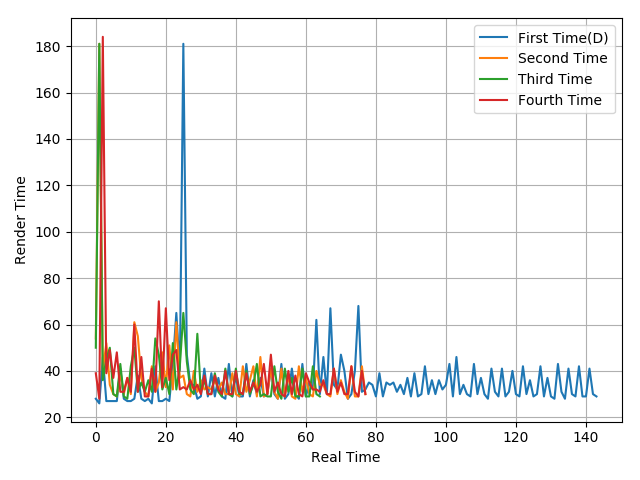 First Time(D)
Second Time
Third Time
Fourth Time
Render Time
180
160
140
120
100
80
60
40
20
0 20 40 60 80 100 120 140
Real Time